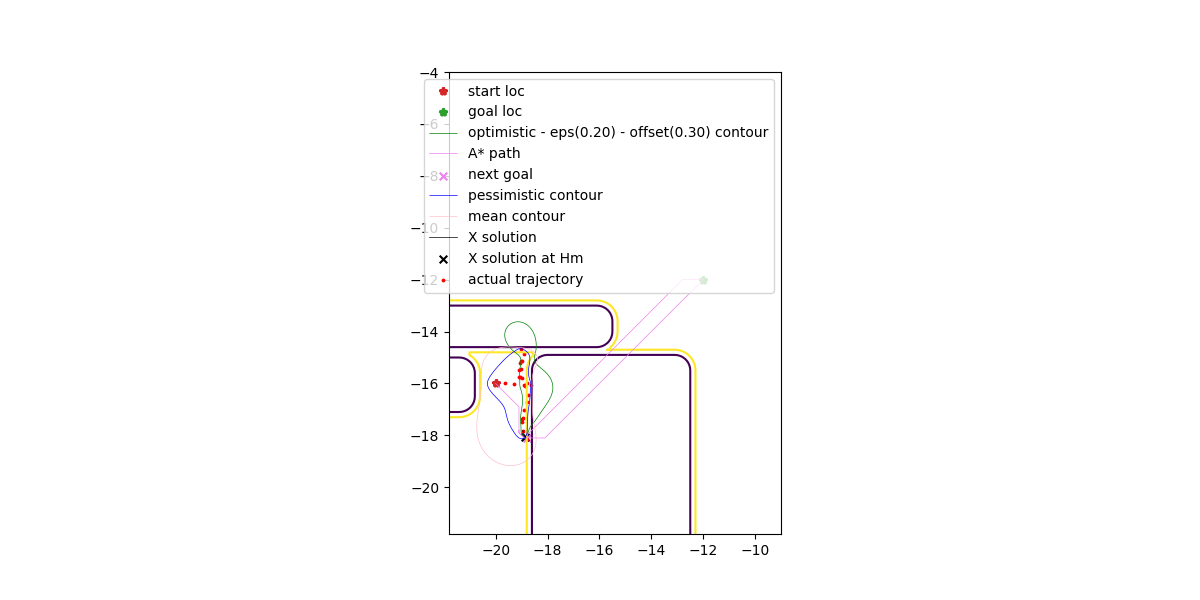 −4
start loc
goal loc
−6
optimistic - eps(0.20) - offset(0.30) contour
A* path
−8
next goal
pessimistic contour
mean contour
−10
X solution
X solution at Hm
−12
actual trajectory
−14
−16
−18
−20
−20 −18 −16 −14 −12 −10